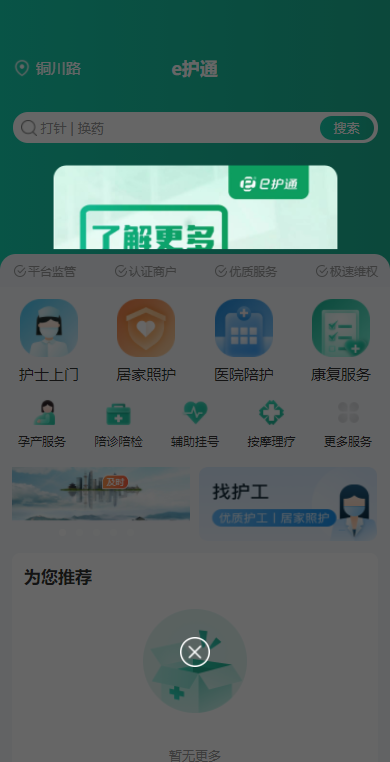 铜川路
e护通
打针 | 换药
搜索
e护通
了解更多
平台监管
认证商户
优质服务
极速维权
护士上门
居家照护
医院陪护
康复服务
孕产服务
陪诊陪检
辅助挂号
按摩理疗
更多服务
及时
找护工
优质护工 | 居家照护
为您推荐
暂无更多